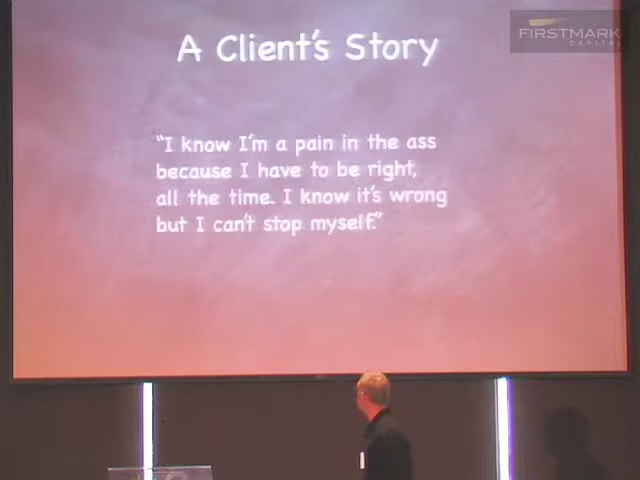 FIRSTMARK
CAPITAL
A Client's Story
"I know I'm a pain in the ass
because I have to be right,
all the time. I know it's wrong
but I can't stop myself."